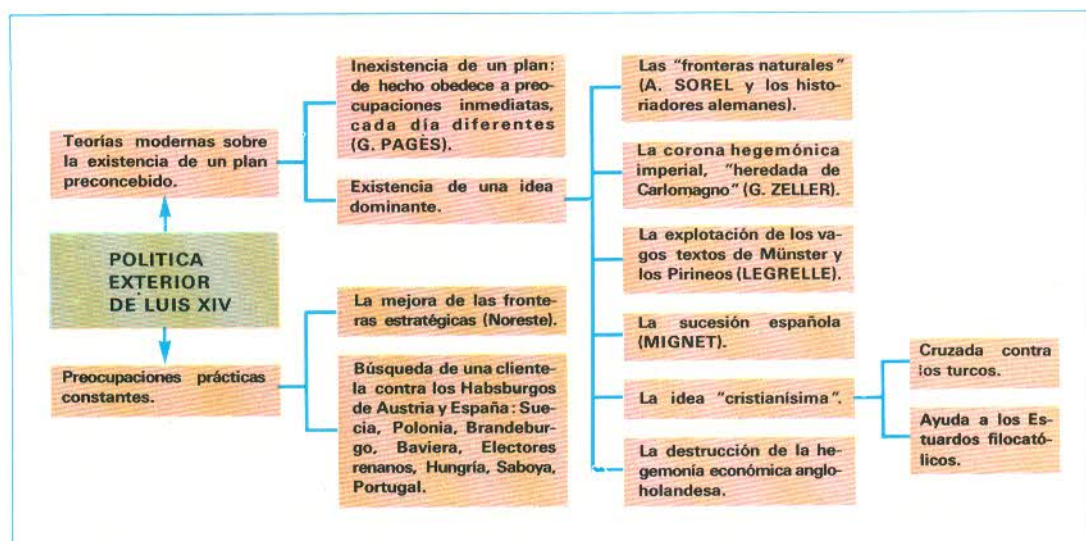 Teorías modernas sobre
la existencia de un plan
preconcebido.
Inexistencia de un plan:
de hecho obedece a preo-
cupaciones inmediatas,
cada día diferentes
(G. PAGÈS).
Existencia de una idea
dominante.
Las "fronteras naturales"
(A. SOREL y los histo-
riadores alemanes).
La corona hegemónica
imperial, "heredada de
Carlomagno" (G. ZELLER).
La explotación de los va-
gos textos de Münster y
los Pirineos (LEGRELLE).
La sucesión española
(MIGNET).
La idea "cristianísima".
Cruzada contra
los turcos.
Ayuda a los Es-
tuardos filocató-
licos.
La destrucción de la he-
gemonía económica anglo-
holandesa.
POLITICA
EXTERIOR
DE LUIS XIV
Preocupaciones prácticas
constantes.
La mejora de las fronte-
ras estratégicas (Noreste).
Búsqueda de una cliente-
la contra los Habsburgos
de Austria y España: Sue-
cia, Polonia, Brandebur-
go, Baviera, Electores
renanos, Hungría, Saboya,
Portugal.